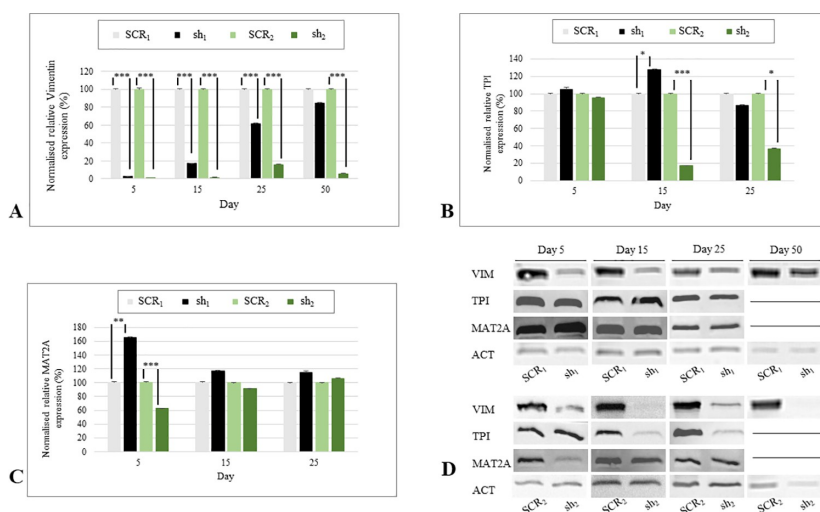 SCR1 sh1 SCR2 sh2
Normalised relative Vimentin
expression (%)
120
100
80
60
40
20
0
*** *** *** *** *** *** ***
5 15 25 50
Day
A
SCR1 sh1 SCR2 sh2
Normalised relative TPI
expression (%)
140
120
100
80
60
40
20
0
* *** *
5 15 25
Day
B
SCR1 sh1 SCR2 sh2
Normalised relative MAT2A
expression (%)
180
160
140
120
100
80
60
40
20
0
** ***
5 15 25
Day
C
Day 5 Day 15 Day 25 Day 50
VIM
TPI
MAT2A
ACT
SCR1 sh1 SCR1 sh1 SCR1 sh1 SCR1 sh1
VIM
TPI
MAT2A
ACT
SCR2 sh2 SCR2 sh2 SCR2 sh2 SCR2 sh2
D